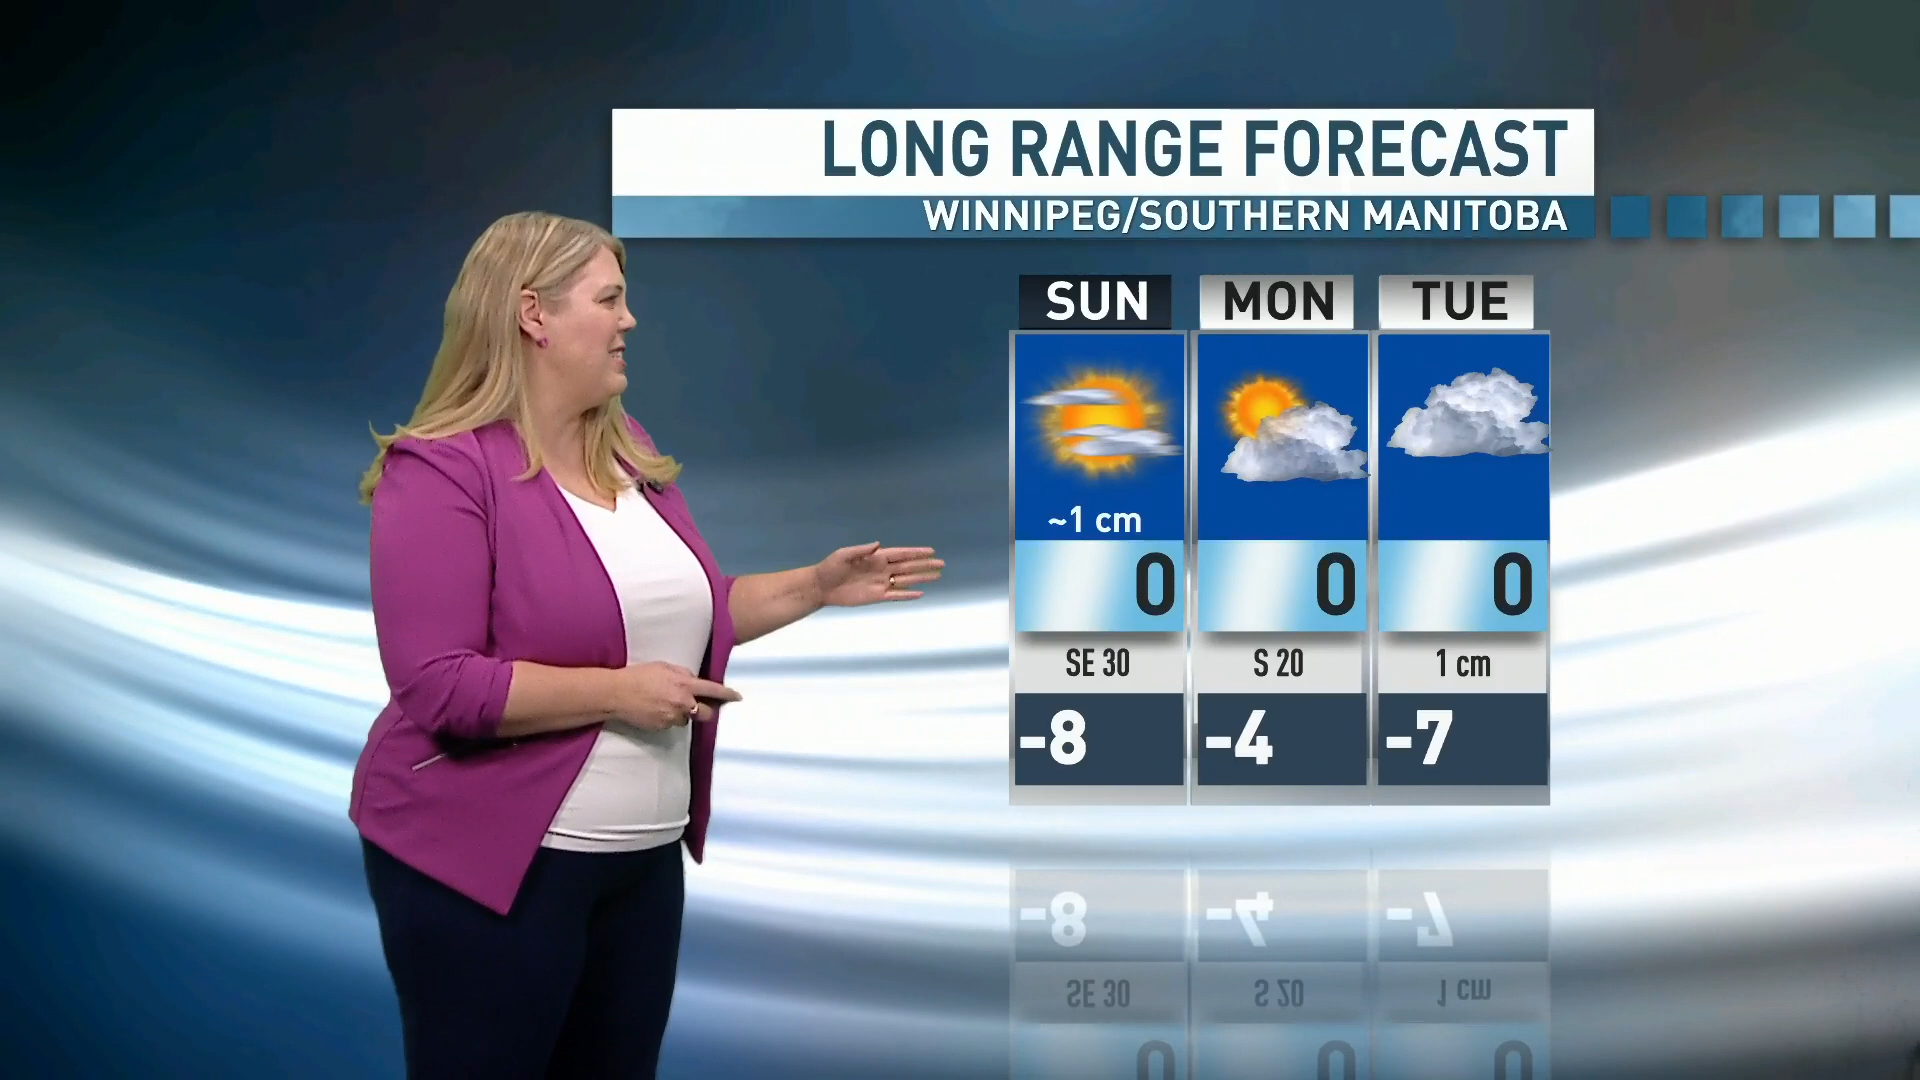 LONG RANGE FORECAST
WINNIPEG/SOUTHERN MANITOBA
SUN MON TUE
~1 cm
0 0 0
SE 30 S 20 1 cm
-8 -4 -7